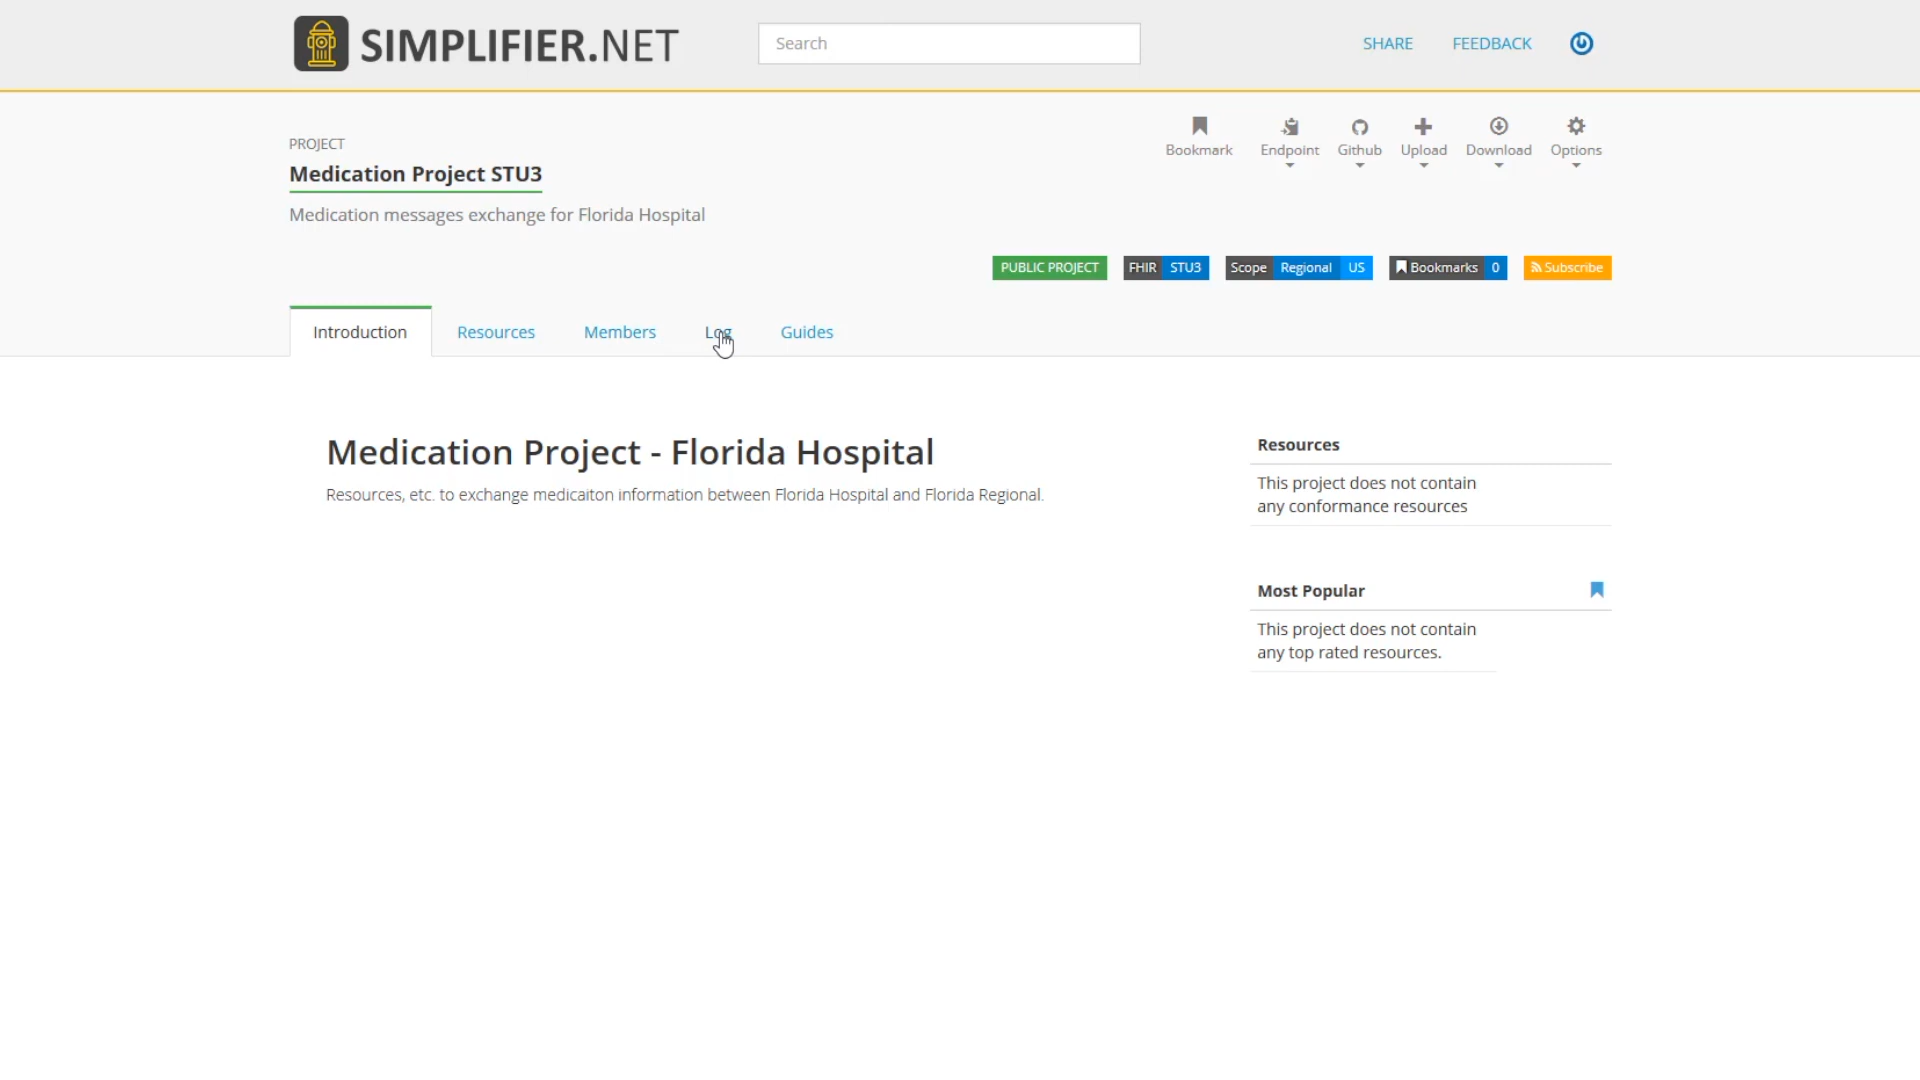 SIMPLIFIER.NET
Search
SHARE
FEEDBACK
PROJECT
Medication Project STU3
Medication messages exchange for Florida Hospital
Bookmark
Endpoint
Github
Upload
Download
Options
PUBLIC PROJECT
FHIR STU3
Scope Regional US
Bookmarks 0
Subscribe
Introduction
Resources
Members
Log
Guides
Medication Project - Florida Hospital
Resources, etc. to exchange medicaiton information between Florida Hospital and Florida Regional.
Resources
This project does not contain
any conformance resources
Most Popular
This project does not contain
any top rated resources.